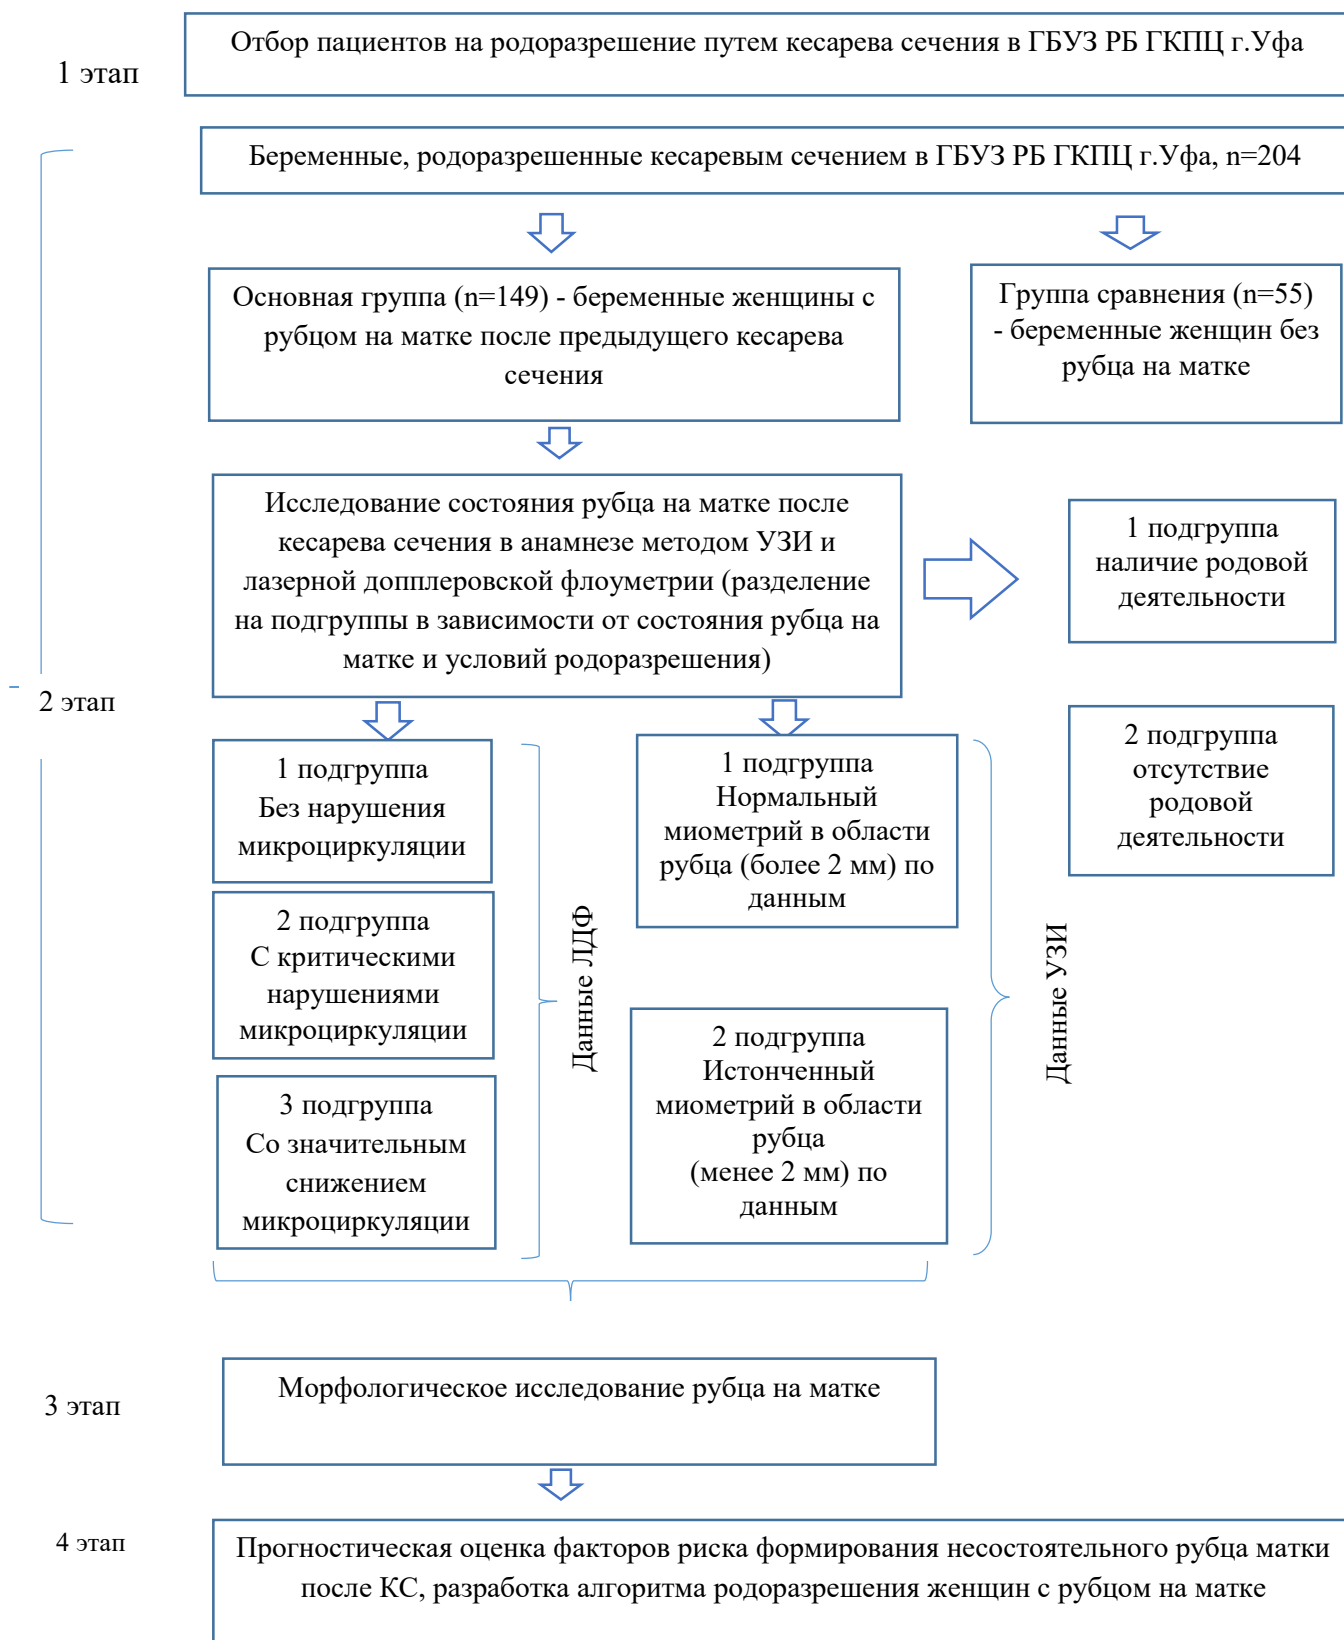 1 этап
Отбор пациентов на родоразрешение путем кесарева сечения в ГБУЗ РБ ГКПЦ г.Уфа
Беременные, родоразрешенные кесаревым сечением в ГБУЗ РБ ГКПЦ г.Уфа, n=204
Основная группа (n=149) - беременные женщины с
рубцом на матке после предыдущего кесарева
сечения
Группа сравнения (n=55)
- беременные женщин без
рубца на матке
Исследование состояния рубца на матке после
кесарева сечения в анамнезе методом УЗИ и
лазерной допплеровской флоуметрии (разделение
на подгруппы в зависимости от состояния рубца на
матке и условий родоразрешения)
1 подгруппа
наличие родовой
деятельности
2 подгруппа
отсутствие
родовой
деятельности
2 этап
1 подгруппа
Без нарушения
микроциркуляции
2 подгруппа
С критическими
нарушениями
микроциркуляции
3 подгруппа
Со значительным
снижением
микроциркуляции
Данные ЛДФ
1 подгруппа
Нормальный
миометрий в области
рубца (более 2 мм) по
данным
2 подгруппа
Истонченный
миометрий в области
рубца
(менее 2 мм) по
данным
Данные УЗИ
3 этап
Морфологическое исследование рубца на матке
4 этап
Прогностическая оценка факторов риска формирования несостоятельного рубца матки
после КС, разработка алгоритма родоразрешения женщин с рубцом на матке